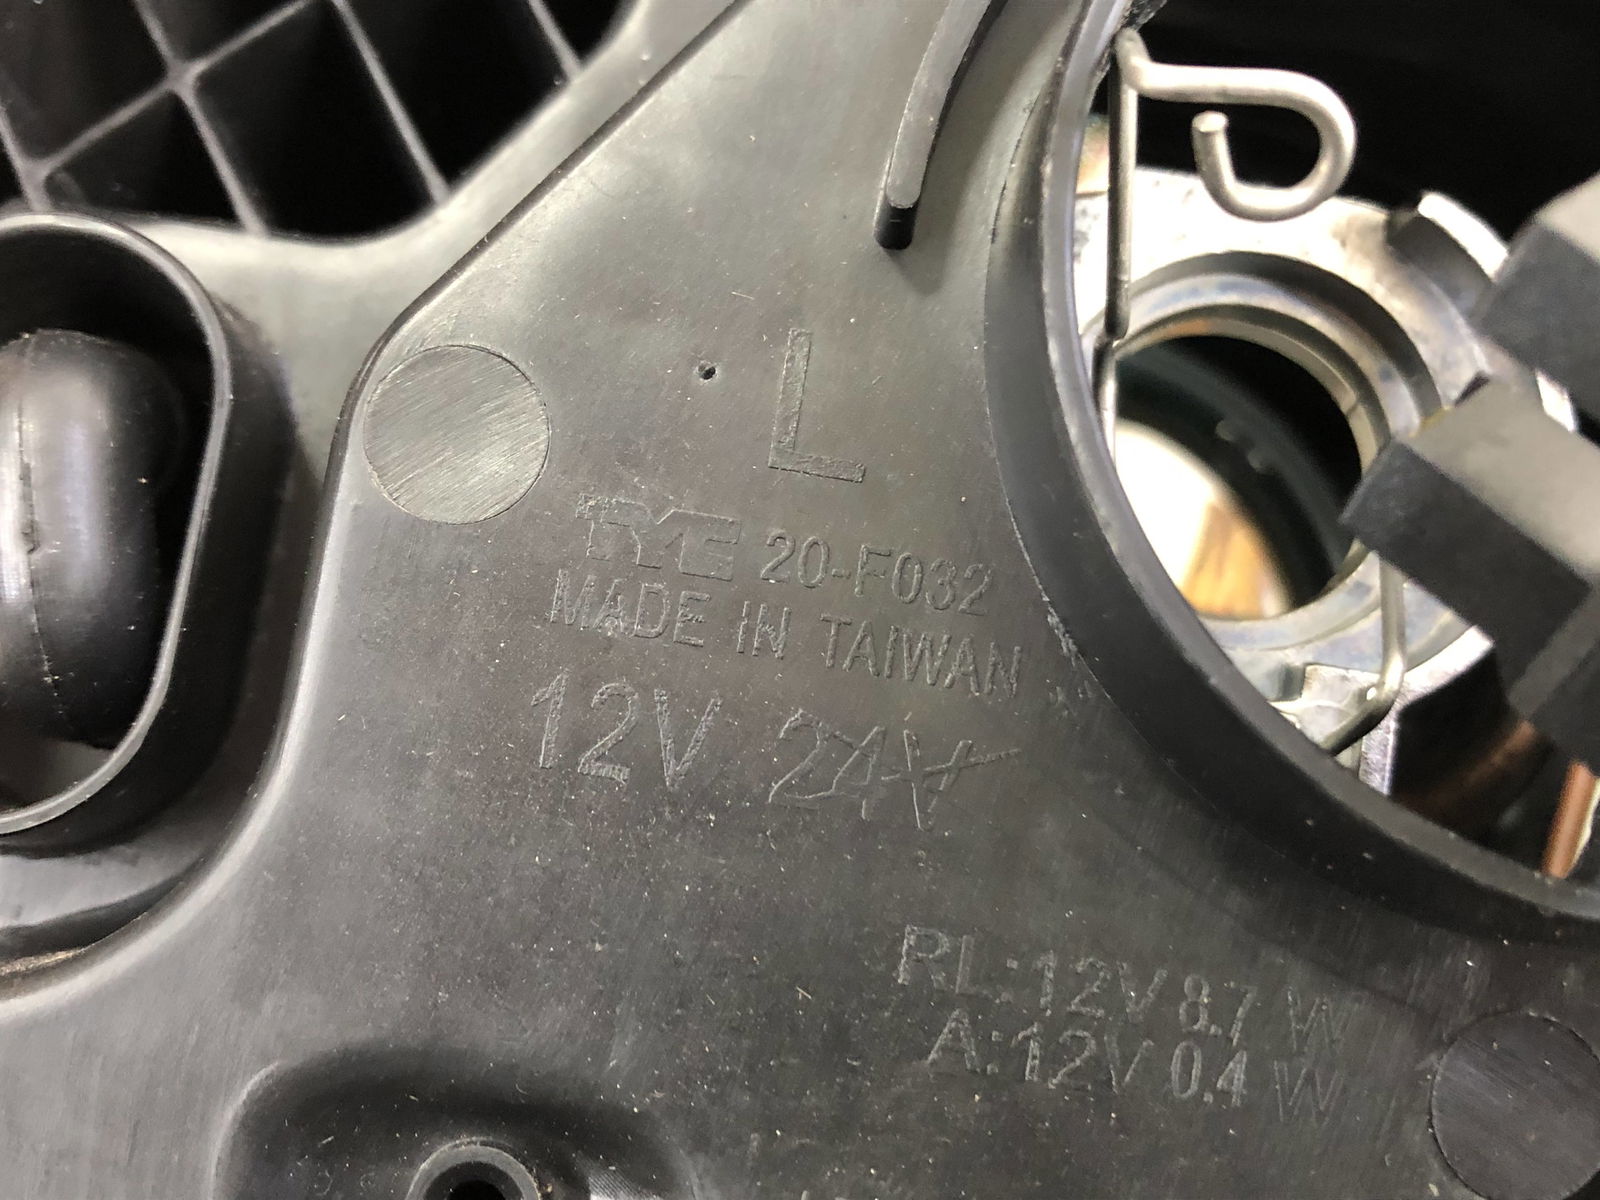 L
TYC 20-F032
MADE IN TAIWAN
12V 24V
RL:12V 8.7 W
A:12V 0.4 W